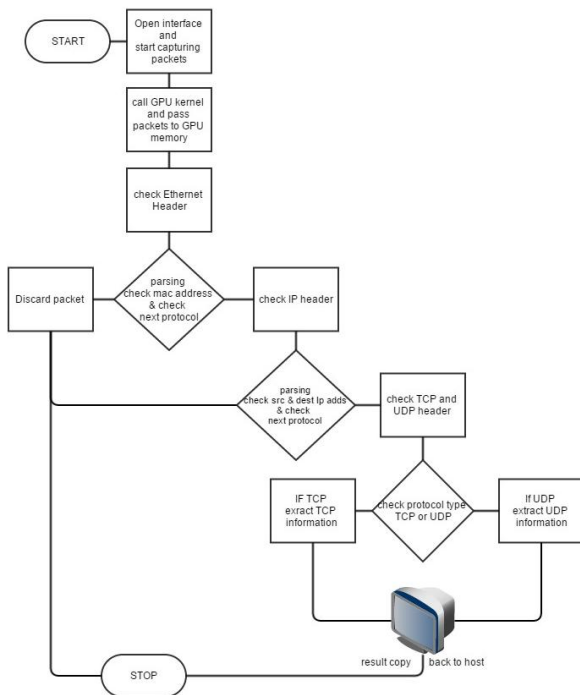 START
Open interface
and
start capturing
packets
call GPU kernel
and pass
packets to GPU
memory
check Ethernet
Header
Discard packet
parsing
check mac address
& check
next protocol
check IP header
parsing
check src & dest Ip adds
& check
next protocol
check TCP and
UDP header
IF TCP
exract TCP
information
check protocol type
TCP or UDP
If UDP
extract UDP
information
result copy
back to host
STOP